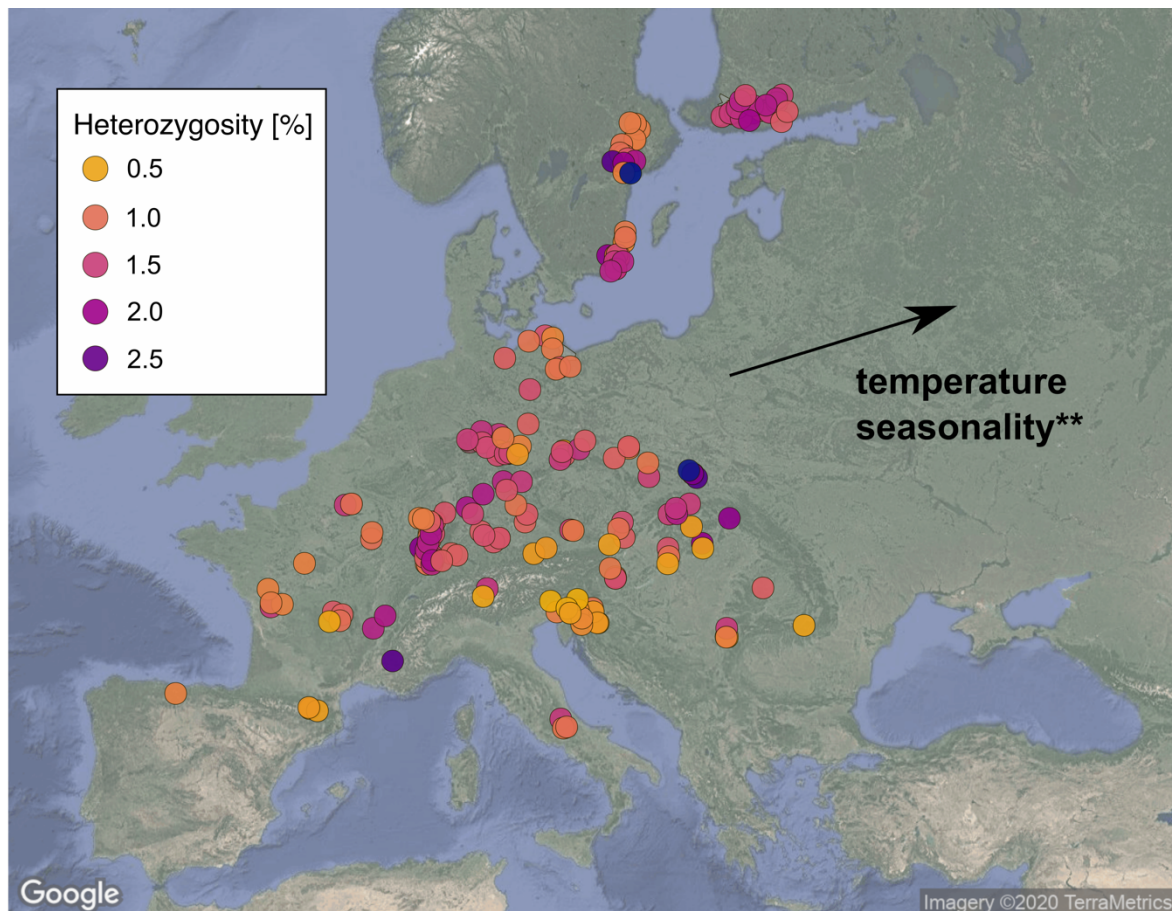 Heterozygosity [%]
0.5
1.0
1.5
2.0
2.5
temperature
seasonality**
Google
Imagery ©2020 TerraMetrics